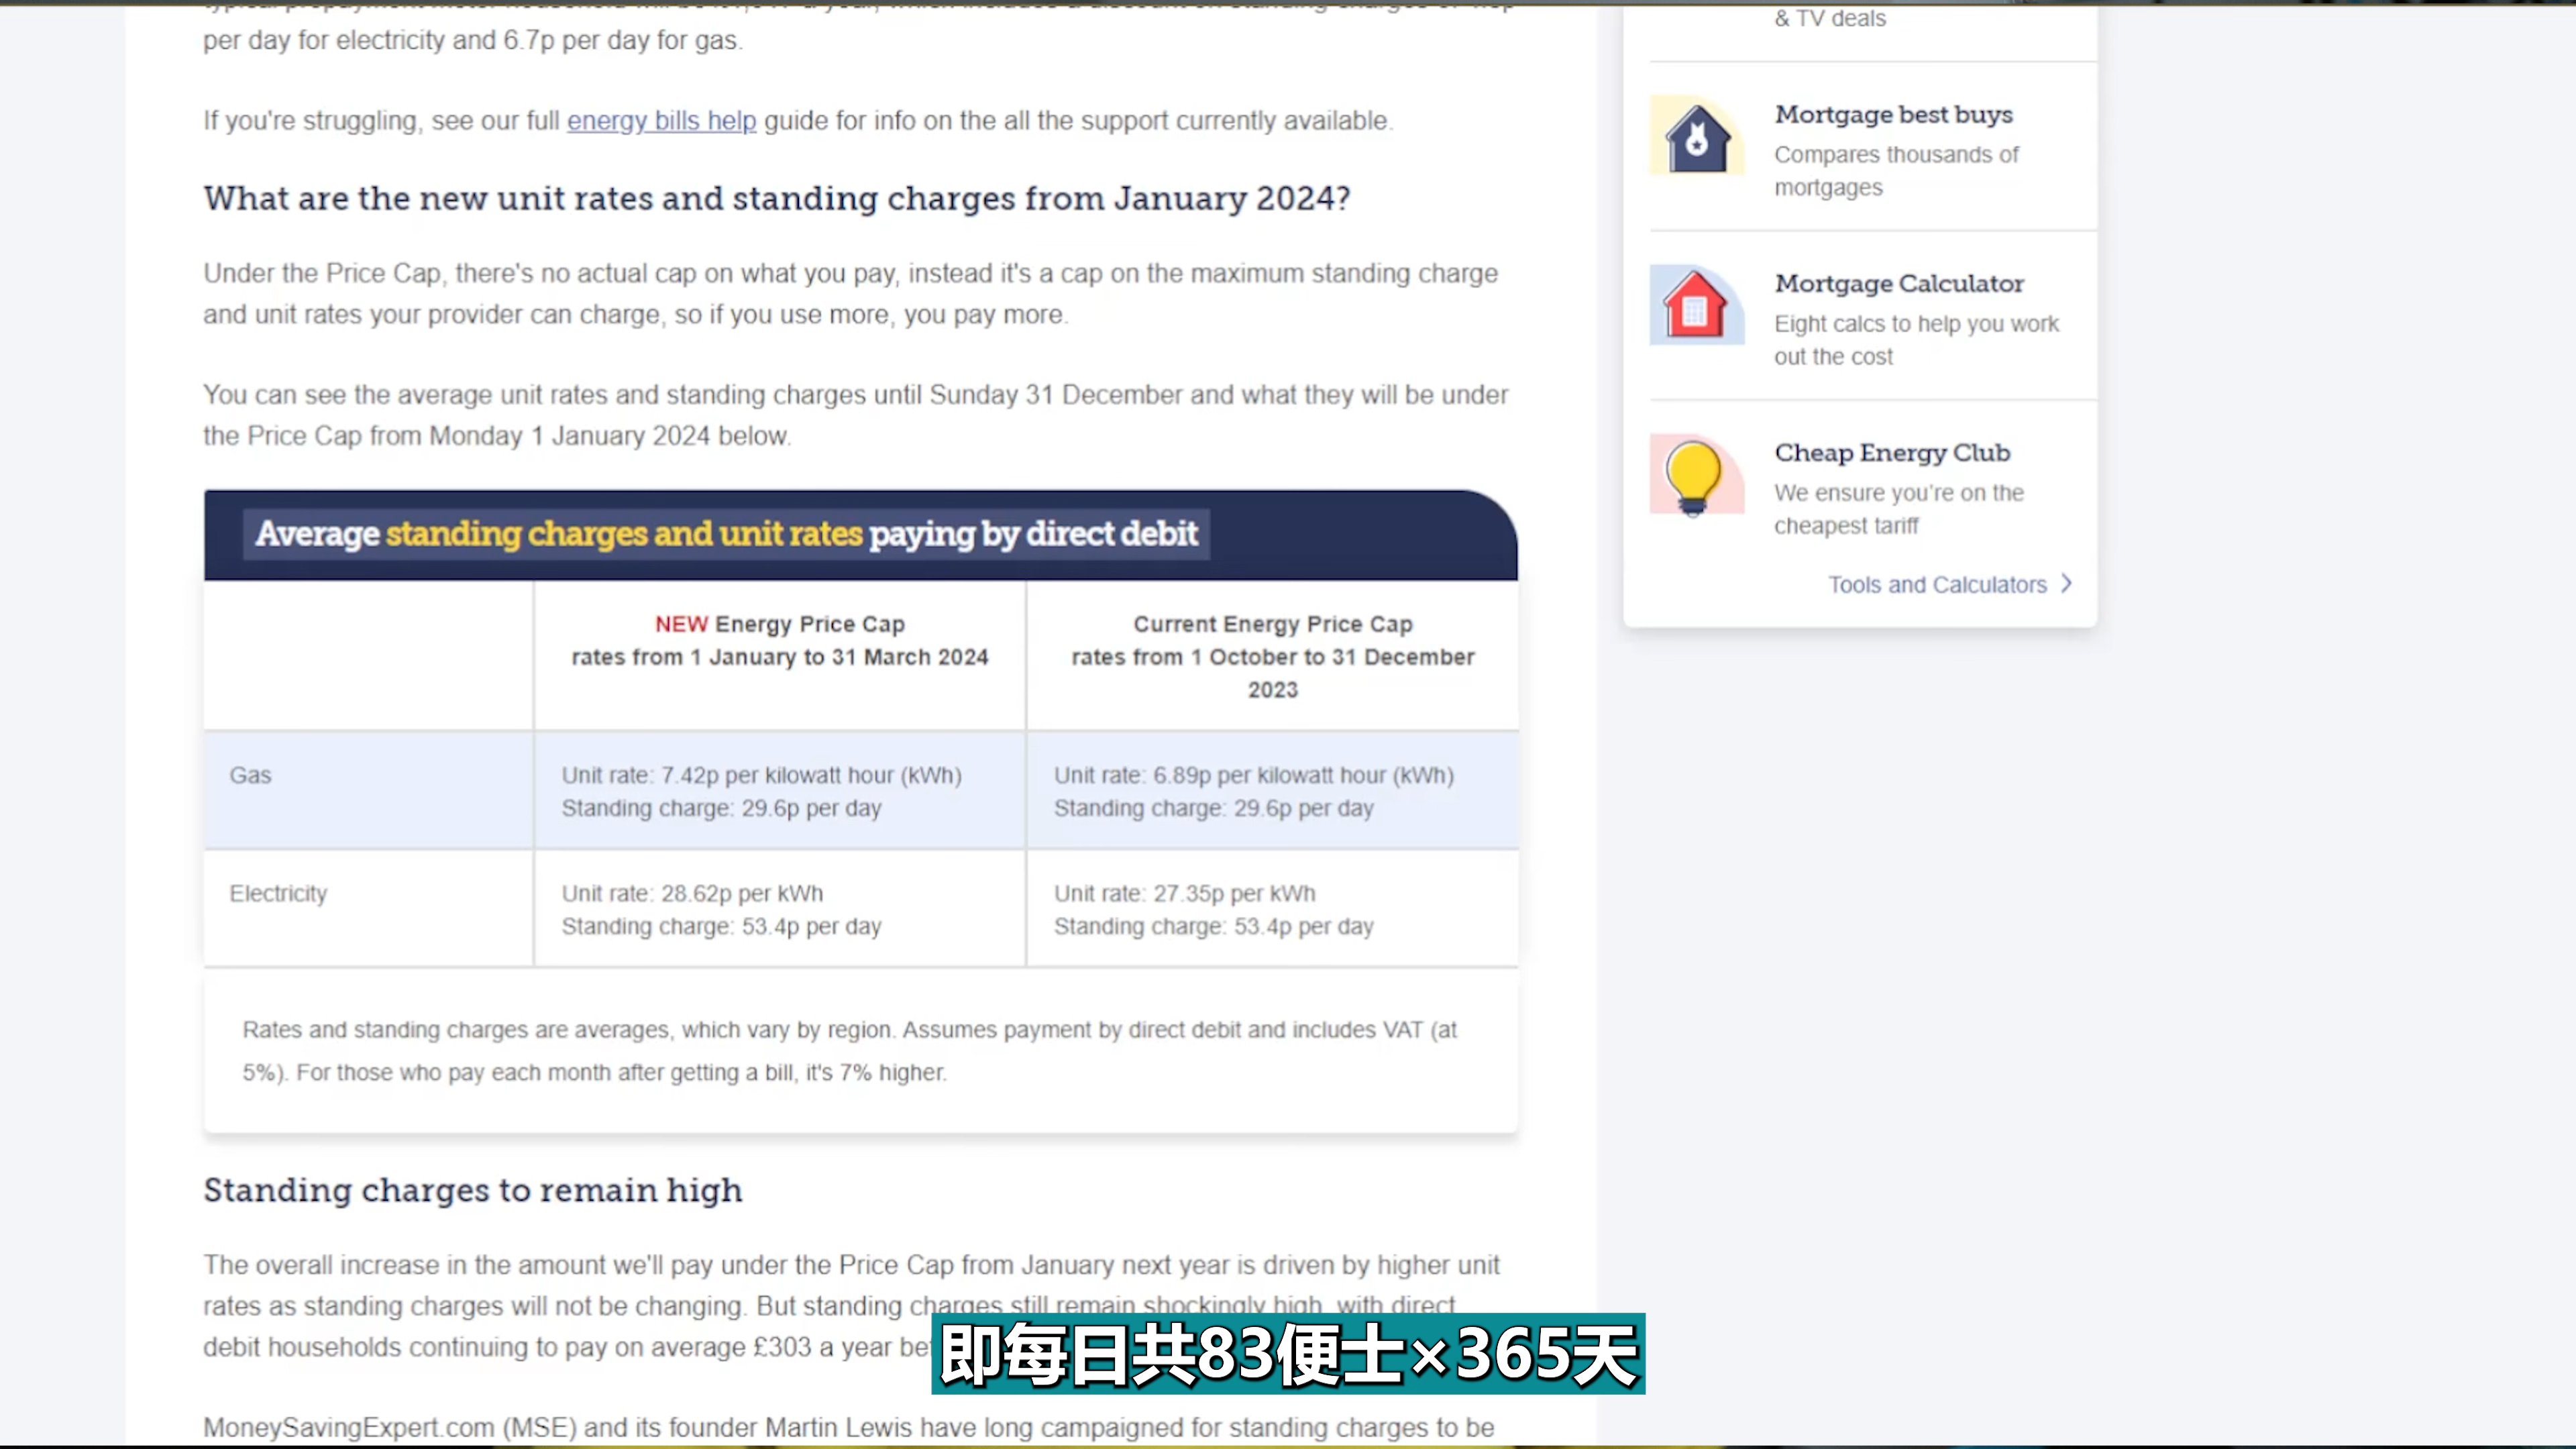 per day for electricity and 6.7p per day for gas.
If you're struggling, see our full energy bills help guide for info on the all the support currently available.
What are the new unit rates and standing charges from January 2024?
Under the Price Cap, there's no actual cap on what you pay, instead it's a cap on the maximum standing charge
and unit rates your provider can charge, so if you use more, you pay more.
You can see the average unit rates and standing charges until Sunday 31 December and what they will be under
the Price Cap from Monday 1 January 2024 below.
Average standing charges and unit rates paying by direct debit
NEW Energy Price Cap
rates from 1 January to 31 March 2024
Current Energy Price Cap
rates from 1 October to 31 December
2023
Gas
Unit rate: 7.42p per kilowatt hour (kWh)
Standing charge: 29.6p per day
Unit rate: 6.89p per kilowatt hour (kWh)
Standing charge: 29.6p per day
Electricity
Unit rate: 28.62p per kWh
Standing charge: 53.4p per day
Unit rate: 27.35p per kWh
Standing charge: 53.4p per day
Rates and standing charges are averages, which vary by region. Assumes payment by direct debit and includes VAT (at
5%). For those who pay each month after getting a bill, it's 7% higher.
Standing charges to remain high
The overall increase in the amount we'll pay under the Price Cap from January next year is driven by higher unit
rates as standing charges will not be changing. But standing charges still remain shockingly high, with direct
debit households continuing to pay on average £303 a year
即每日共83便士×365天
MoneySavingExpert.com (MSE) and its founder Martin Lewis have long campaigned for standing charges to be
& TV deals
Mortgage best buys
Compares thousands of
mortgages
Mortgage Calculator
Eight calcs to help you work
out the cost
Cheap Energy Club
We ensure you're on the
cheapest tariff
Tools and Calculators